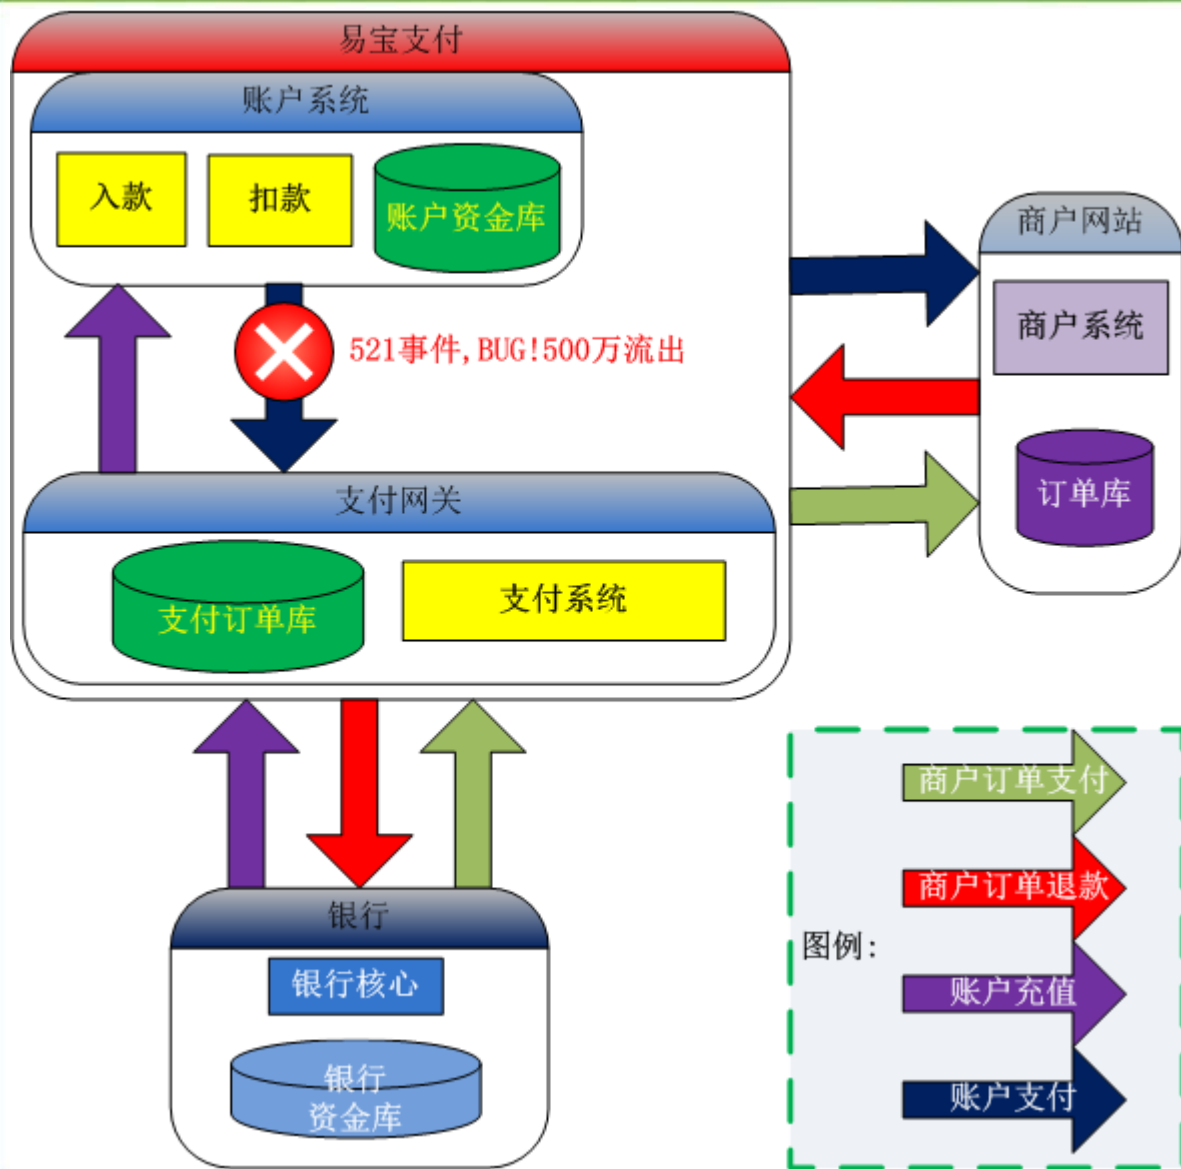 易宝支付
账户系统
入款
扣款
账户资金库
521事件,BUG!500万流出
支付网关
支付订单库
支付系统
商户网站
商户系统
订单库
银行
银行核心
银行
资金库
图例:
商户订单支付
商户订单退款
账户充值
账户支付